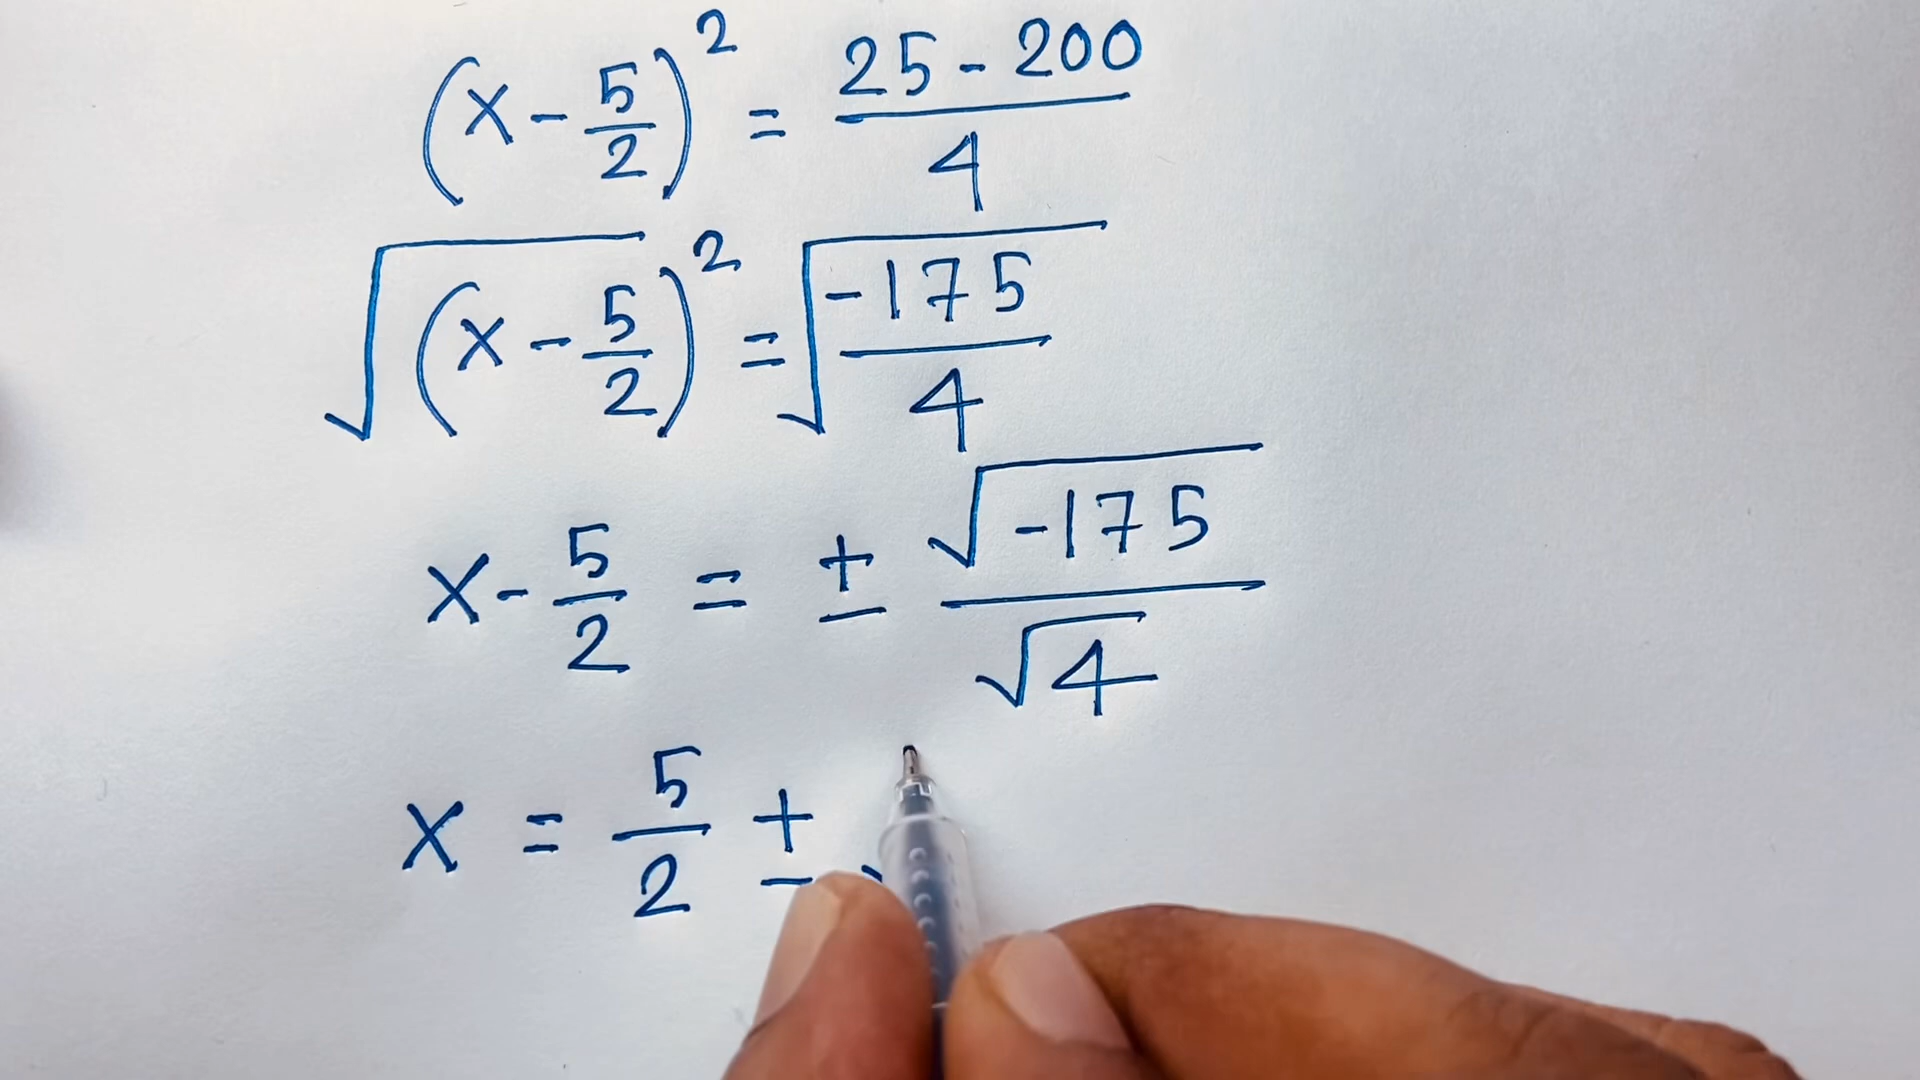 (x - 5/2)² = (25 - 200)/4
√(x - 5/2)² = √(-175/4)
x - 5/2 = ± √-175/√4
x = 5/2 ±